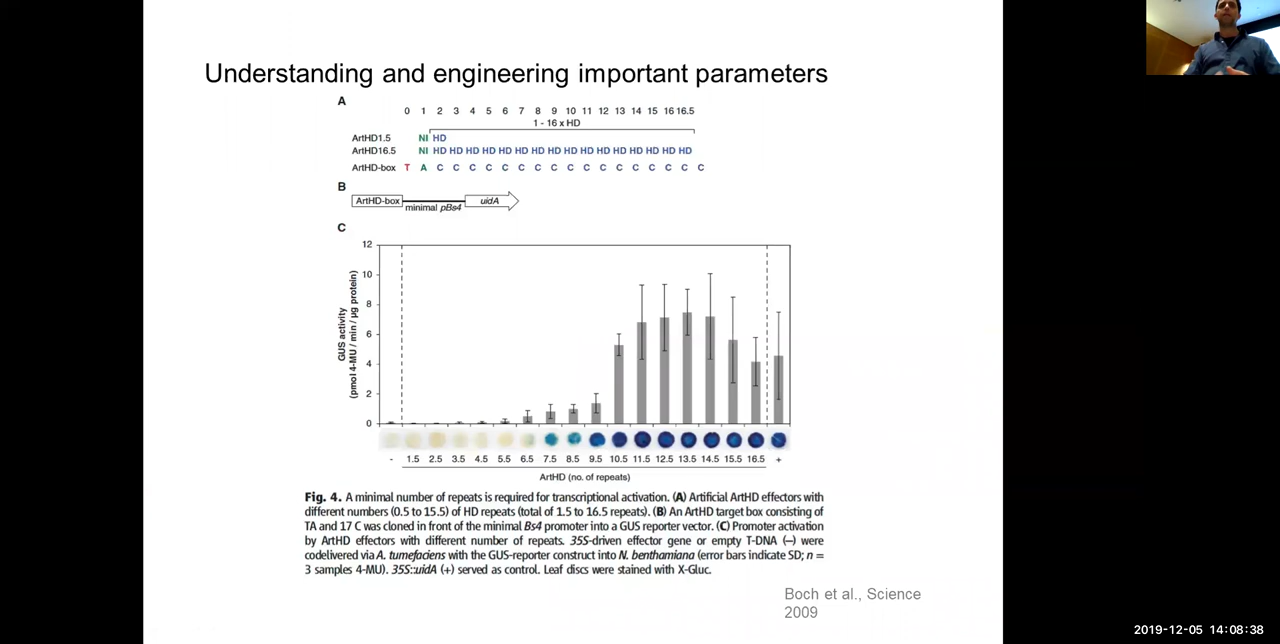 Understanding and engineering important parameters
A
0 1 2 3 4 5 6 7 8 9 10 11 12 13 14 15 16 16.5
1 - 16 x HD
ArtHD1.5 NI HD
ArtHD16.5 NI HD HD HD HD HD HD HD HD HD HD HD HD HD HD HD HD
ArtHD-box T A C C C C C C C C C C C C C C C C C
B
ArtHD-box minimal pBs4 uidA
C
GUS activity
(pmol 4-MU / min / µg protein)
12
10
8
6
4
2
0
- 1.5 2.5 3.5 4.5 5.5 6.5 7.5 8.5 9.5 10.5 11.5 12.5 13.5 14.5 15.5 16.5 +
ArtHD (no. of repeats)
Fig. 4. A minimal number of repeats is required for transcriptional activation. (A) Artificial ArtHD effectors with
different numbers (0.5 to 15.5) of HD repeats (total of 1.5 to 16.5 repeats). (B) An ArtHD target box consisting of
TA and 17 C was cloned in front of the minimal Bs4 promoter into a GUS reporter vector. (C) Promoter activation
by ArtHD effectors with different number of repeats. 35S-driven effector gene or empty T-DNA (–) were
codelivered via A. tumefaciens with the GUS-reporter construct into N. benthamiana (error bars indicate SD; n =
3 samples 4-MU). 35S::uidA (+) served as control. Leaf discs were stained with X-Gluc.
Boch et al., Science
2009
2019-12-05 14:08:38